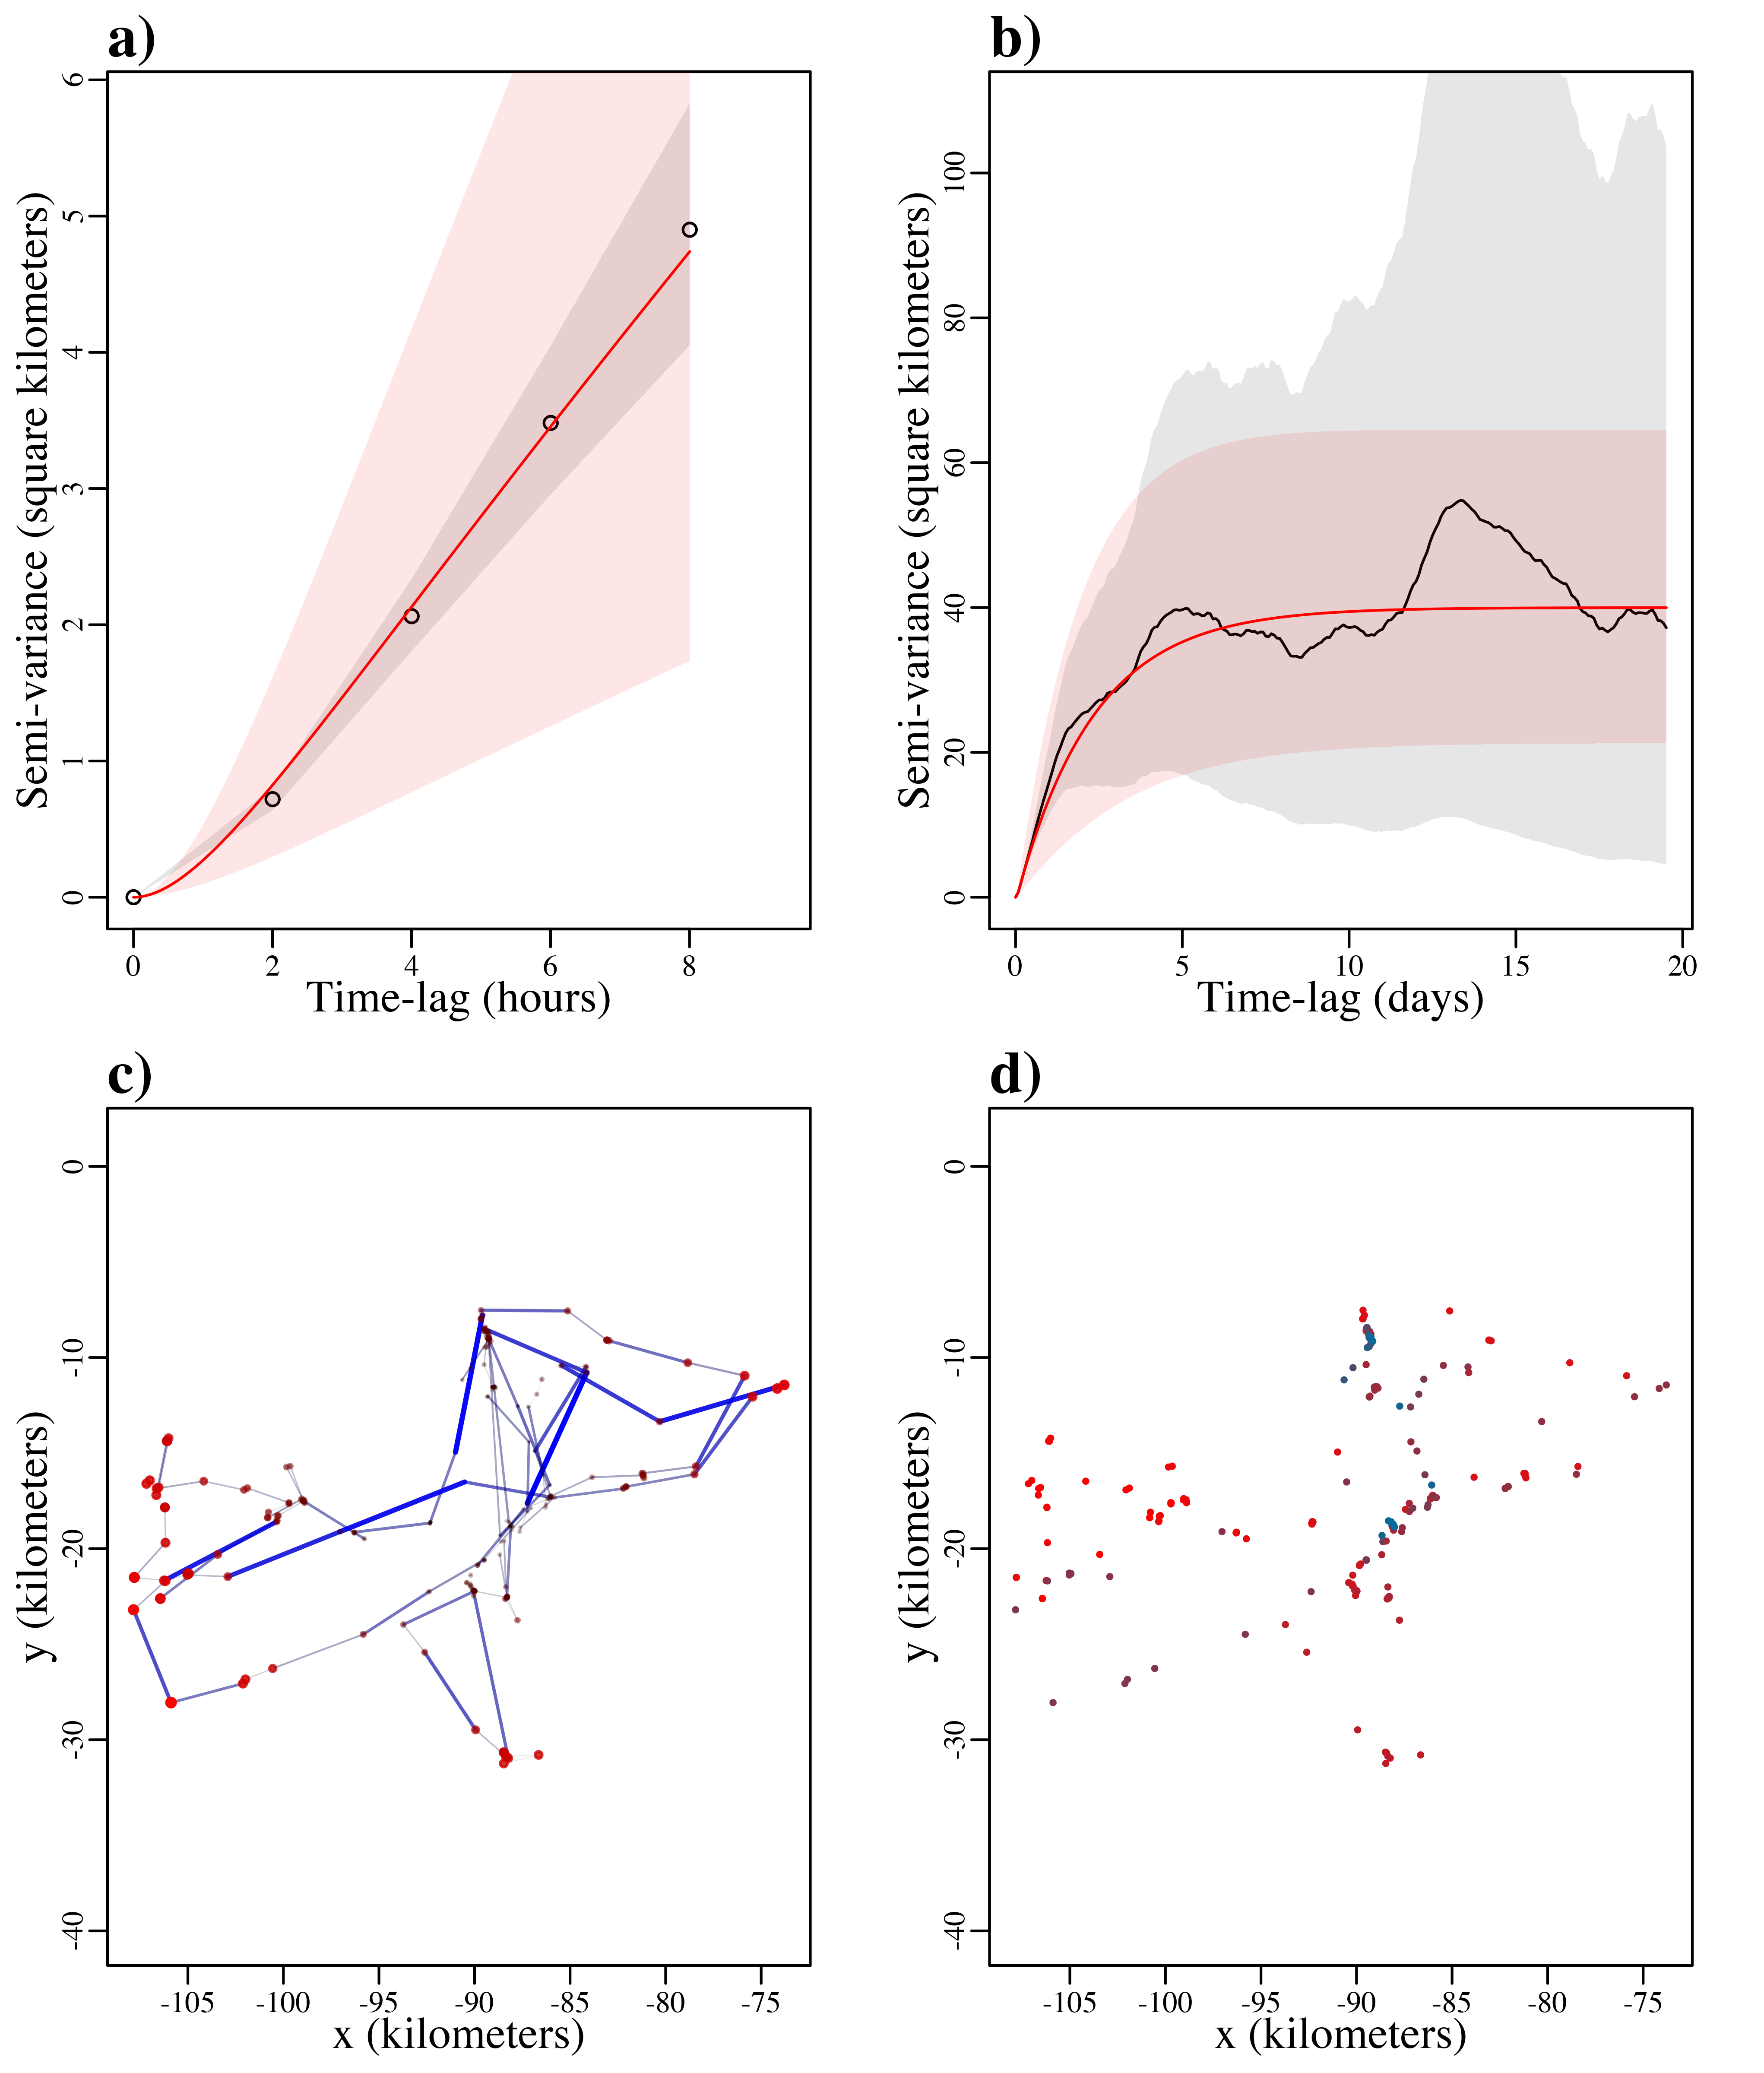 a)
Semi-variance (square kilometers)
6
5
4
3
2
1
0
0 2 4 6 8
Time-lag (hours)
b)
Semi-variance (square kilometers)
100
80
60
40
20
0
0 5 10 15 20
Time-lag (days)
c)
y (kilometers)
0
-10
-20
-30
-40
-105 -100 -95 -90 -85 -80 -75
x (kilometers)
d)
y (kilometers)
0
-10
-20
-30
-40
-105 -100 -95 -90 -85 -80 -75
x (kilometers)